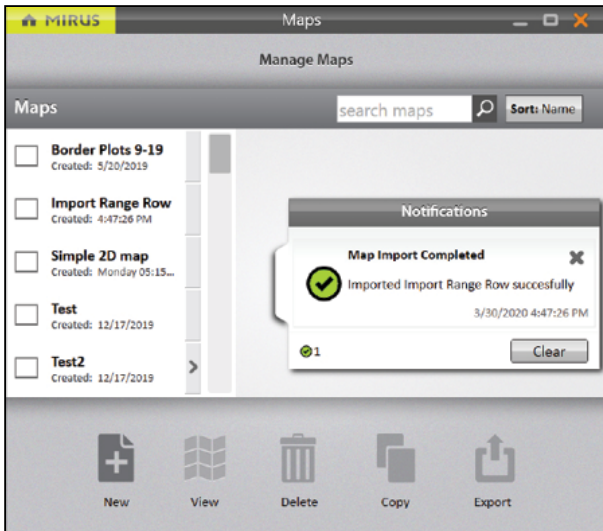 MIRUS
Maps
Manage Maps
Maps
search maps
Sort: Name
Border Plots 9-19
Created: 5/20/2019
Import Range Row
Created: 4:47:26 PM
Simple 2D map
Created: Monday 05:15...
Test
Created: 12/17/2019
Test2
Created: 12/17/2019
Notifications
Map Import Completed
Imported Import Range Row succesfully
3/30/2020 4:47:26 PM
1
Clear
New
View
Delete
Copy
Export